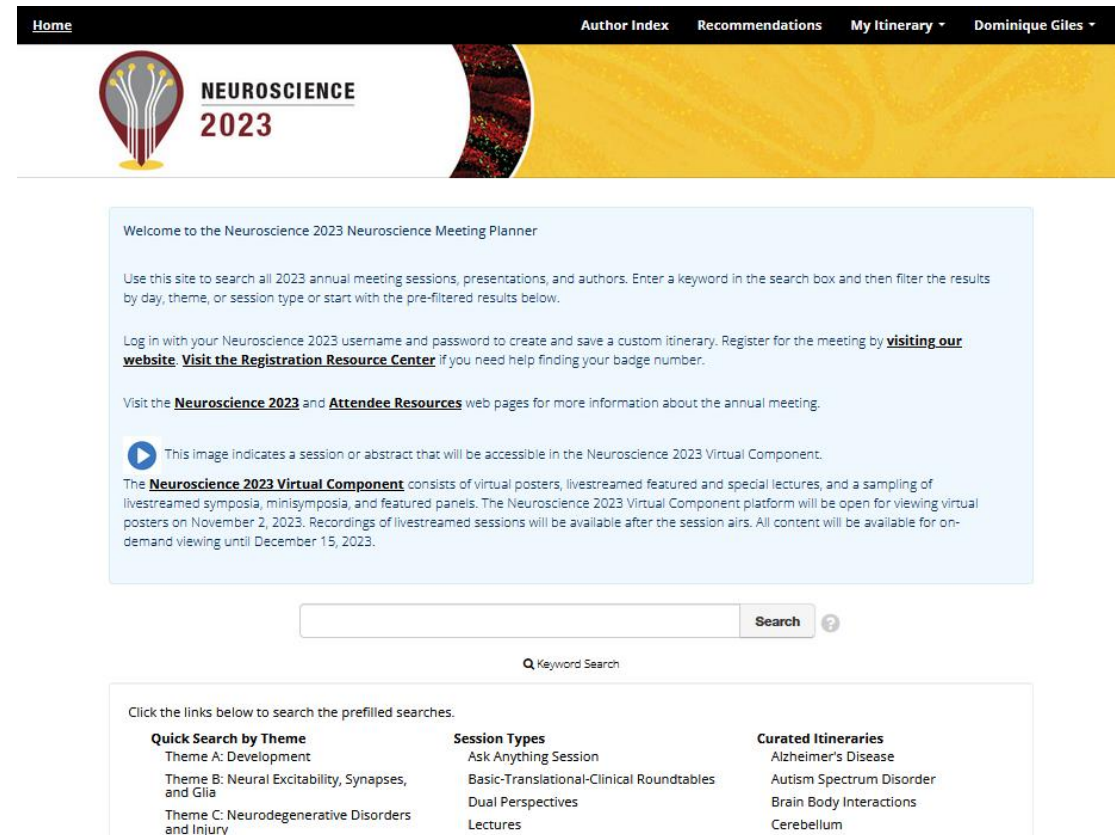 Home
Author Index Recommendations My Itinerary Dominique Giles
NEUROSCIENCE
2023
Welcome to the Neuroscience 2023 Neuroscience Meeting Planner
Use this site to search all 2023 annual meeting sessions, presentations, and authors. Enter a keyword in the search box and then filter the results
by day, theme, or session type or start with the pre-filtered results below.
Log in with your Neuroscience 2023 username and password to create and save a custom itinerary. Register for the meeting by visiting our
website. Visit the Registration Resource Center if you need help finding your badge number.
Visit the Neuroscience 2023 and Attendee Resources web pages for more information about the annual meeting.
This image indicates a session or abstract that will be accessible in the Neuroscience 2023 Virtual Component.
The Neuroscience 2023 Virtual Component consists of virtual posters, livestreamed featured and special lectures, and a sampling of
livestreamed symposia, minisymposia, and featured panels. The Neuroscience 2023 Virtual Component platform will be open for viewing virtual
posters on November 2, 2023. Recordings of livestreamed sessions will be available after the session airs. All content will be available for on-
demand viewing until December 15, 2023.
Search ?
Keyword Search
Click the links below to search the prefilled searches.
Quick Search by Theme
Theme A: Development
Theme B: Neural Excitability, Synapses,
and Glia
Theme C: Neurodegenerative Disorders
and Injury
Session Types
Ask Anything Session
Basic-Translational-Clinical Roundtables
Dual Perspectives
Lectures
Curated Itineraries
Alzheimer's Disease
Autism Spectrum Disorder
Brain Body Interactions
Cerebellum